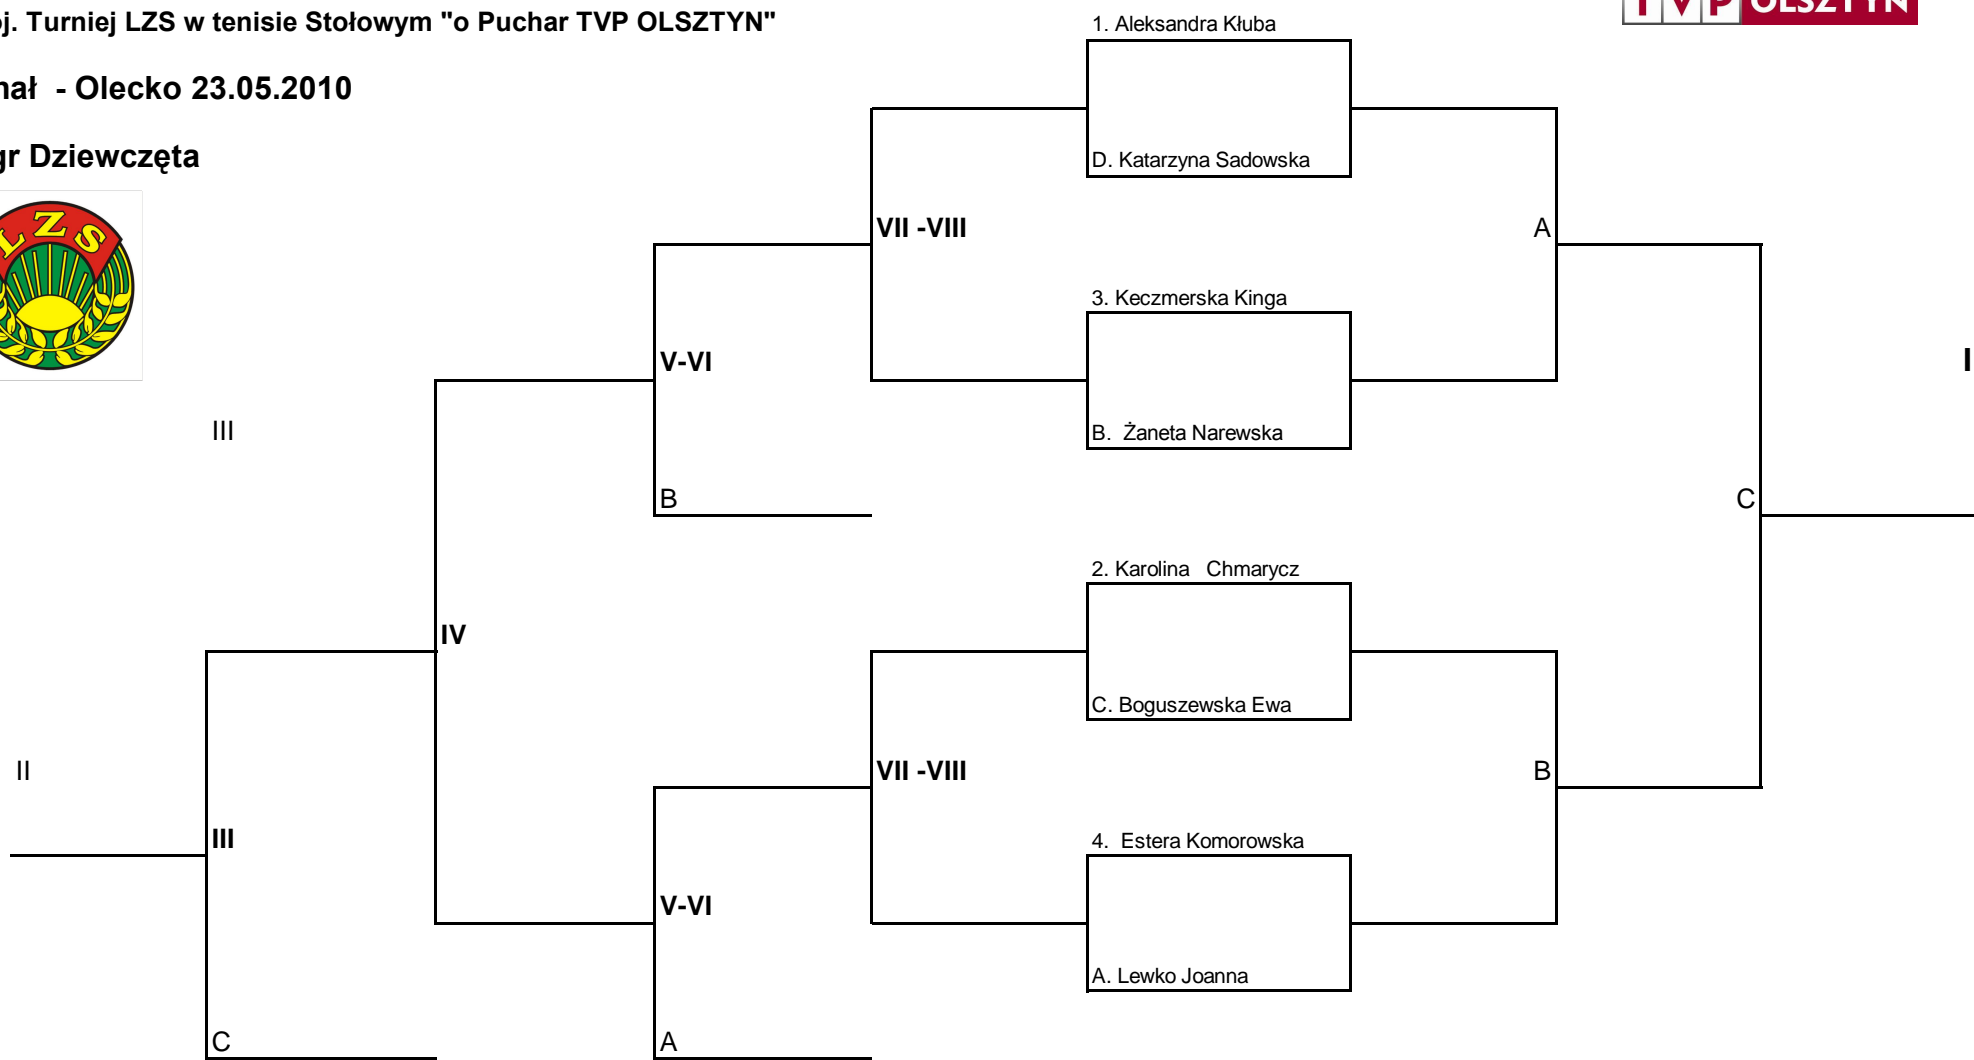 j. Turniej LZS w tenisie Stołowym "o Puchar TVP OLSZTYN"
TVP OLSZTYN
nał - Olecko 23.05.2010
gr Dziewczęta
LZS
1. Aleksandra Kłuba
D. Katarzyna Sadowska
VII -VIII
A
3. Keczmerska Kinga
V-VI
I
III
B. Żaneta Narewska
B
C
2. Karolina Chmarycz
IV
C. Boguszewska Ewa
II
VII -VIII
B
III
4. Estera Komorowska
V-VI
A. Lewko Joanna
C
A